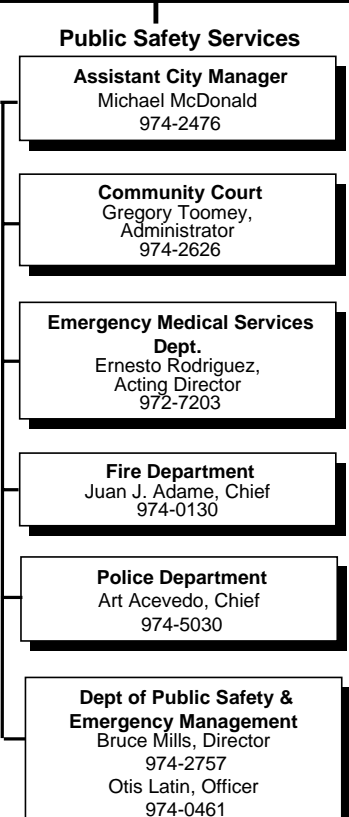 Public Safety Services
Assistant City Manager
Michael McDonald
974-2476
Community Court
Gregory Toomey,
Administrator
974-2626
Emergency Medical Services
Dept.
Ernesto Rodriguez,
Acting Director
972-7203
Fire Department
Juan J. Adame, Chief
974-0130
Police Department
Art Acevedo, Chief
974-5030
Dept of Public Safety &
Emergency Management
Bruce Mills, Director
974-2757
Otis Latin, Officer
974-0461